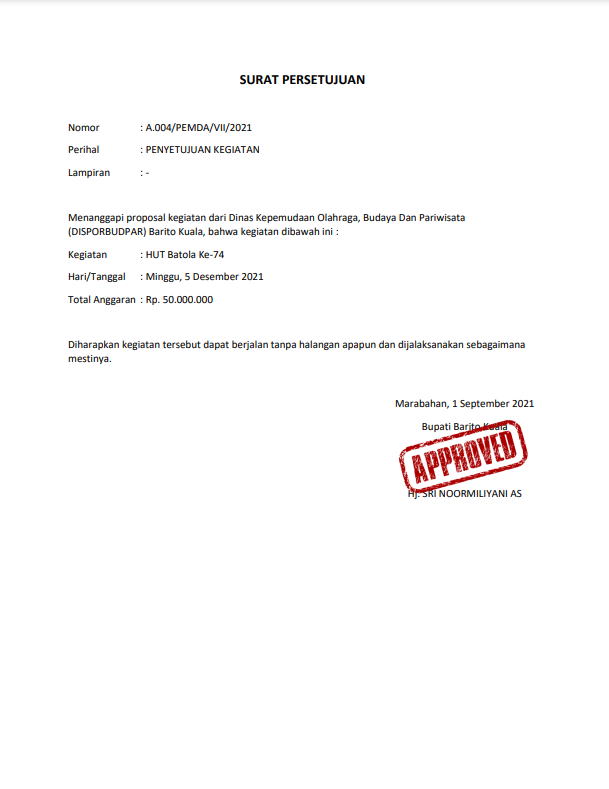 SURAT PERSETUJUAN
Nomor : A.004/PEMDA/VII/2021
Perihal : PENYETUJUAN KEGIATAN
Lampiran : -
Menanggapi proposal kegiatan dari Dinas Kepemudaan Olahraga, Budaya Dan Pariwisata
(DISPORBUDPAR) Barito Kuala, bahwa kegiatan dibawah ini :
Kegiatan : HUT Batola Ke-74
Hari/Tanggal : Minggu, 5 Desember 2021
Total Anggaran : Rp. 50.000.000
Diharapkan kegiatan tersebut dapat berjalan tanpa halangan apapun dan dijalaksanakan sebagaimana
mestinya.
Marabahan, 1 September 2021
Bupati Barito Kuala
APPROVED
Hj. SRI NOORMILIYANI AS